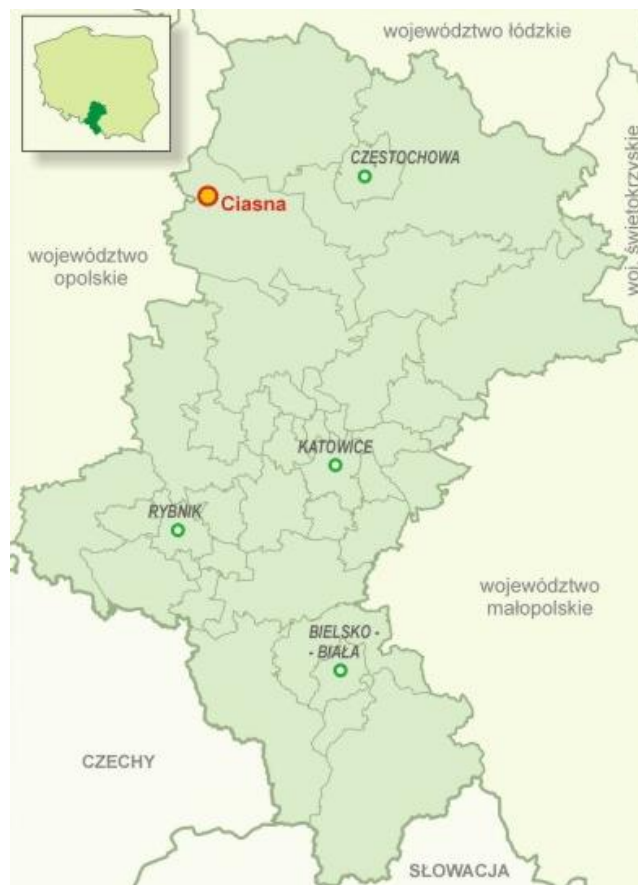 województwo łódzkie
woj. świętokrzyskie
CZĘSTOCHOWA
Ciasna
województwo
opolskie
KATOWICE
RYBNIK
województwo
małopolskie
BIELSKO -
- BIAŁA
CZECHY
SŁOWACJA